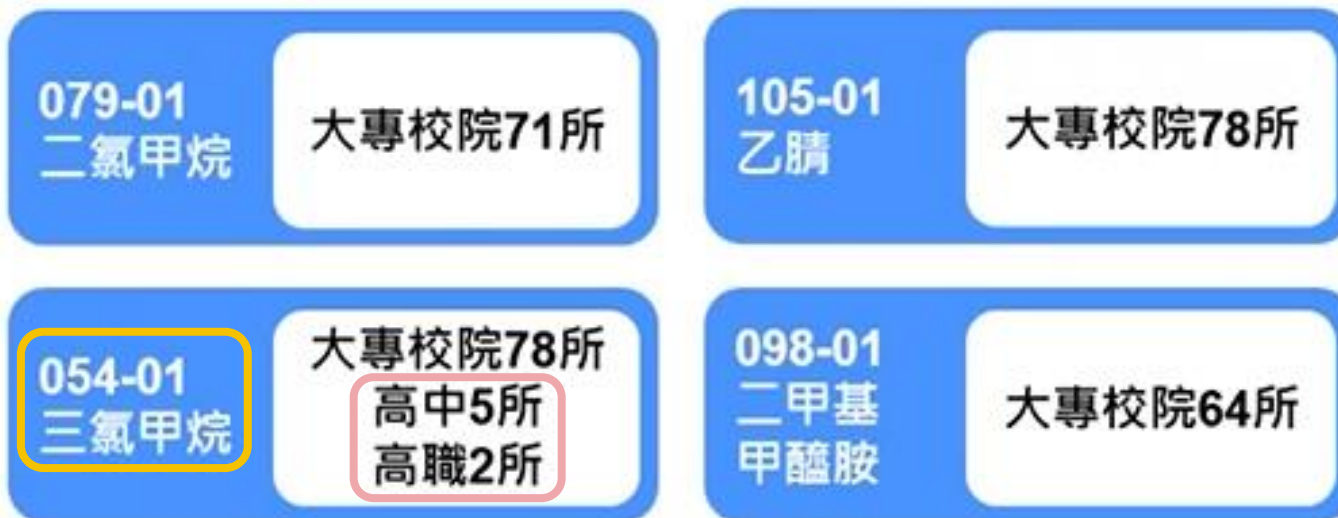 079-01
二氯甲烷
大專校院71所
105-01
乙腈
大專校院78所
054-01
三氯甲烷
大專校院78所
高中5所
高職2所
098-01
二甲基
甲醯胺
大專校院64所